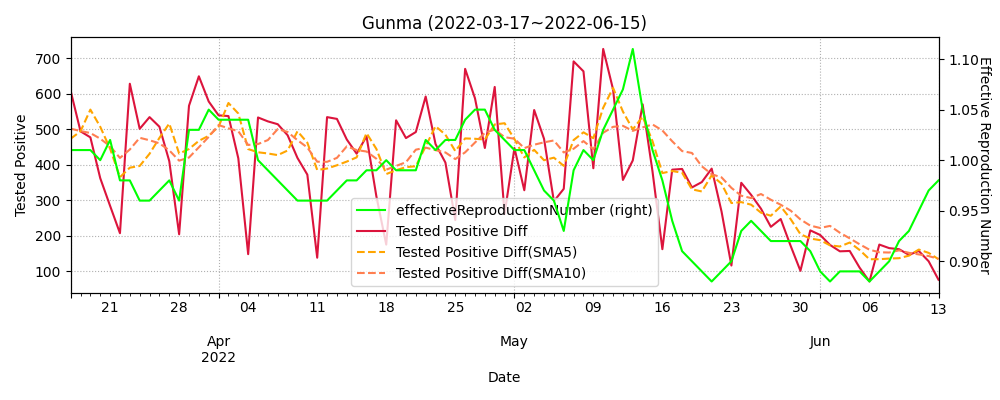 Gunma (2022-03-17~2022-06-15)
Tested Positive
700
600
500
400
300
200
100
1.10
1.05
1.00
0.95
0.90
Effective Reproduction Number
effectiveReproductionNumber (right)
Tested Positive Diff
Tested Positive Diff(SMA5)
Tested Positive Diff(SMA10)
21 28 04 11 18 25 02 09 16 23 30 06 13
Apr May Jun
2022
Date